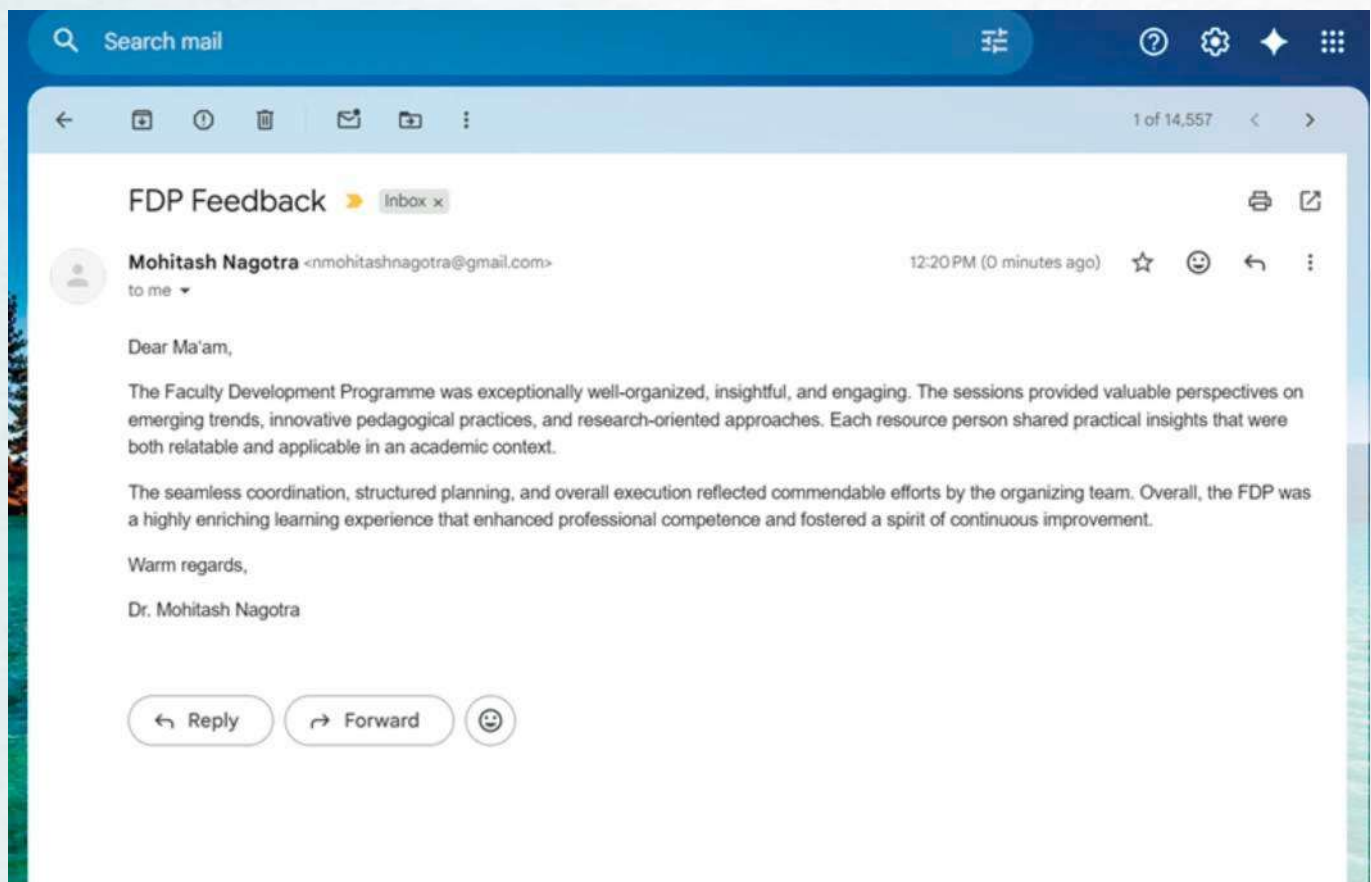 Search mail
1 of 14,557
FDP Feedback Inbox x
Mohitash Nagotra <nmohitashnagotra@gmail.com> 12:20 PM (0 minutes ago)
to me
Dear Ma'am,
The Faculty Development Programme was exceptionally well-organized, insightful, and engaging. The sessions provided valuable perspectives on
emerging trends, innovative pedagogical practices, and research-oriented approaches. Each resource person shared practical insights that were
both relatable and applicable in an academic context.
The seamless coordination, structured planning, and overall execution reflected commendable efforts by the organizing team. Overall, the FDP was
a highly enriching learning experience that enhanced professional competence and fostered a spirit of continuous improvement.
Warm regards,
Dr. Mohitash Nagotra
Reply Forward